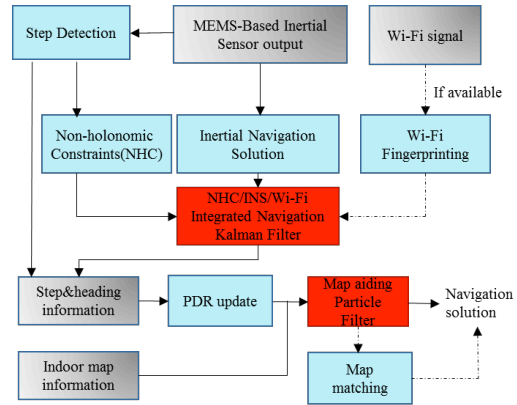 Step Detection
MEMS-Based Inertial
Sensor output
Wi-Fi signal
If available
Non-holonomic
Constraints(NHC)
Inertial Navigation
Solution
Wi-Fi
Fingerprinting
NHC/INS/Wi-Fi
Integrated Navigation
Kalman Filter
Step&heading
information
PDR update
Map aiding
Particle
Filter
Navigation
solution
Indoor map
information
Map
matching